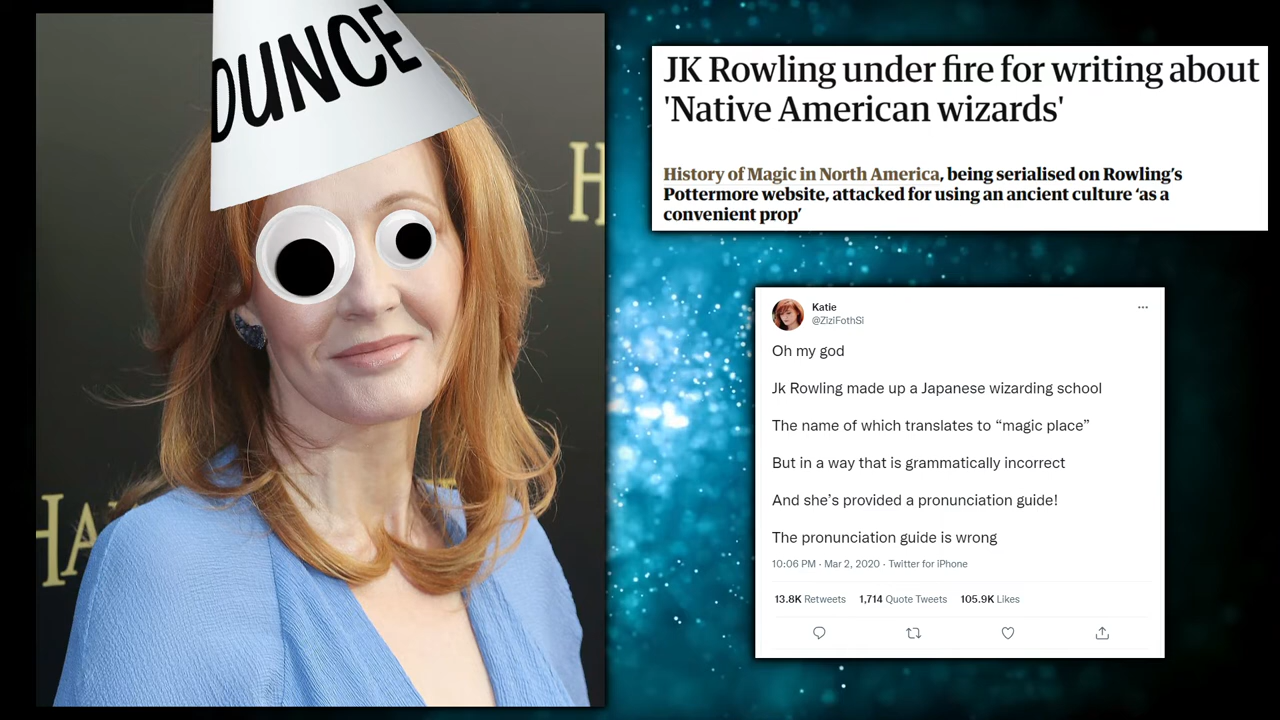 DUNCE
H
HA
JK Rowling under fire for writing about
'Native American wizards'
History of Magic in North America, being serialised on Rowling's
Pottermore website, attacked for using an ancient culture ‘as a
convenient prop’
Katie
@ZiziFothSi
Oh my god
Jk Rowling made up a Japanese wizarding school
The name of which translates to “magic place”
But in a way that is grammatically incorrect
And she’s provided a pronunciation guide!
The pronunciation guide is wrong
10:06 PM · Mar 2, 2020 · Twitter for iPhone
13.8K Retweets 1,714 Quote Tweets 105.9K Likes